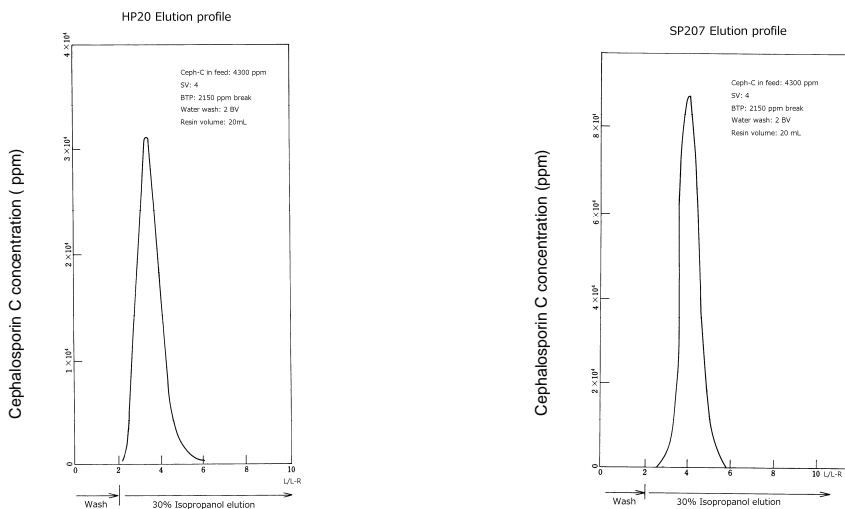 HP20 Elution profile
Cephalosporin C concentration ( ppm)
4 ×10⁴
3 ×10⁴
2 ×10⁴
1 ×10⁴
0
Ceph-C in feed: 4300 ppm
SV: 4
BTP: 2150 ppm break
Water wash: 2 BV
Resin volume: 20mL
0 2 4 6 8 10
L/L-R
Wash
30% Isopropanol elution
SP207 Elution profile
Cephalosporin C concentration (ppm)
8 ×10⁴
6 ×10⁴
4 ×10⁴
2 ×10⁴
0
Ceph-C in feed: 4300 ppm
SV: 4
BTP: 2150 ppm break
Water wash: 2 BV
Resin volume: 20 mL
0 2 4 6 8 10 L/L-R
Wash
30% Isopropanol elution